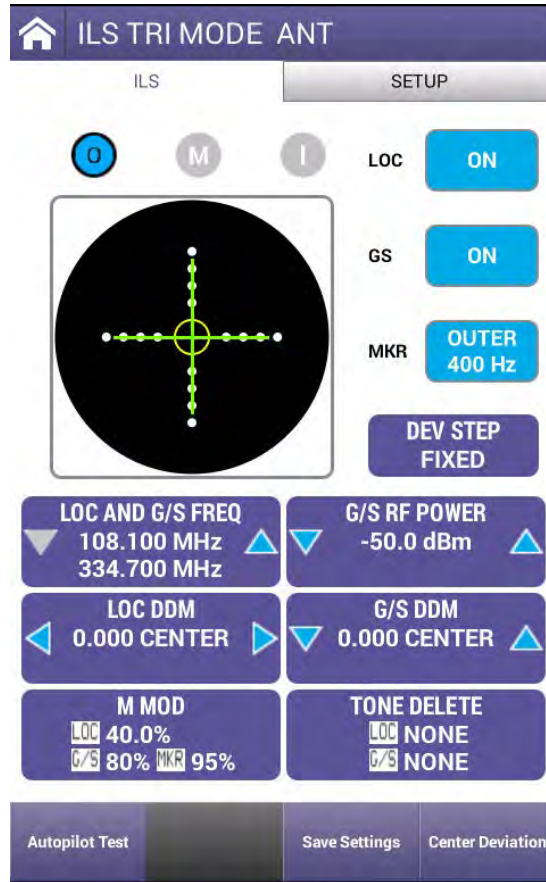 ILS TRI MODE ANT
ILS
SETUP
O
M
I
LOC
ON
GS
ON
MKR
OUTER
400 Hz
DEV STEP
FIXED
LOC AND G/S FREQ
108.100 MHz
334.700 MHz
G/S RF POWER
-50.0 dBm
LOC DDM
0.000 CENTER
G/S DDM
0.000 CENTER
M MOD
LOC 40.0%
G/S 80% MKR 95%
TONE DELETE
LOC NONE
G/S NONE
Autopilot Test
Save Settings
Center Deviation